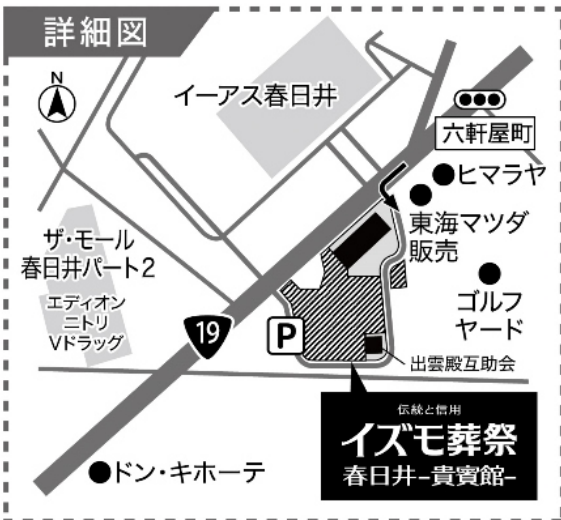 詳細図
N
イーアス春日井
六軒屋町
ヒマラヤ
東海マツダ
販売
ザ・モール
春日井パート2
エディオン
ニトリ
Vドラッグ
ゴルフ
ヤード
19
P
出雲殿互助会
伝統と信用
イズモ葬祭
春日井-貴賓館-
ドン・キホーテ